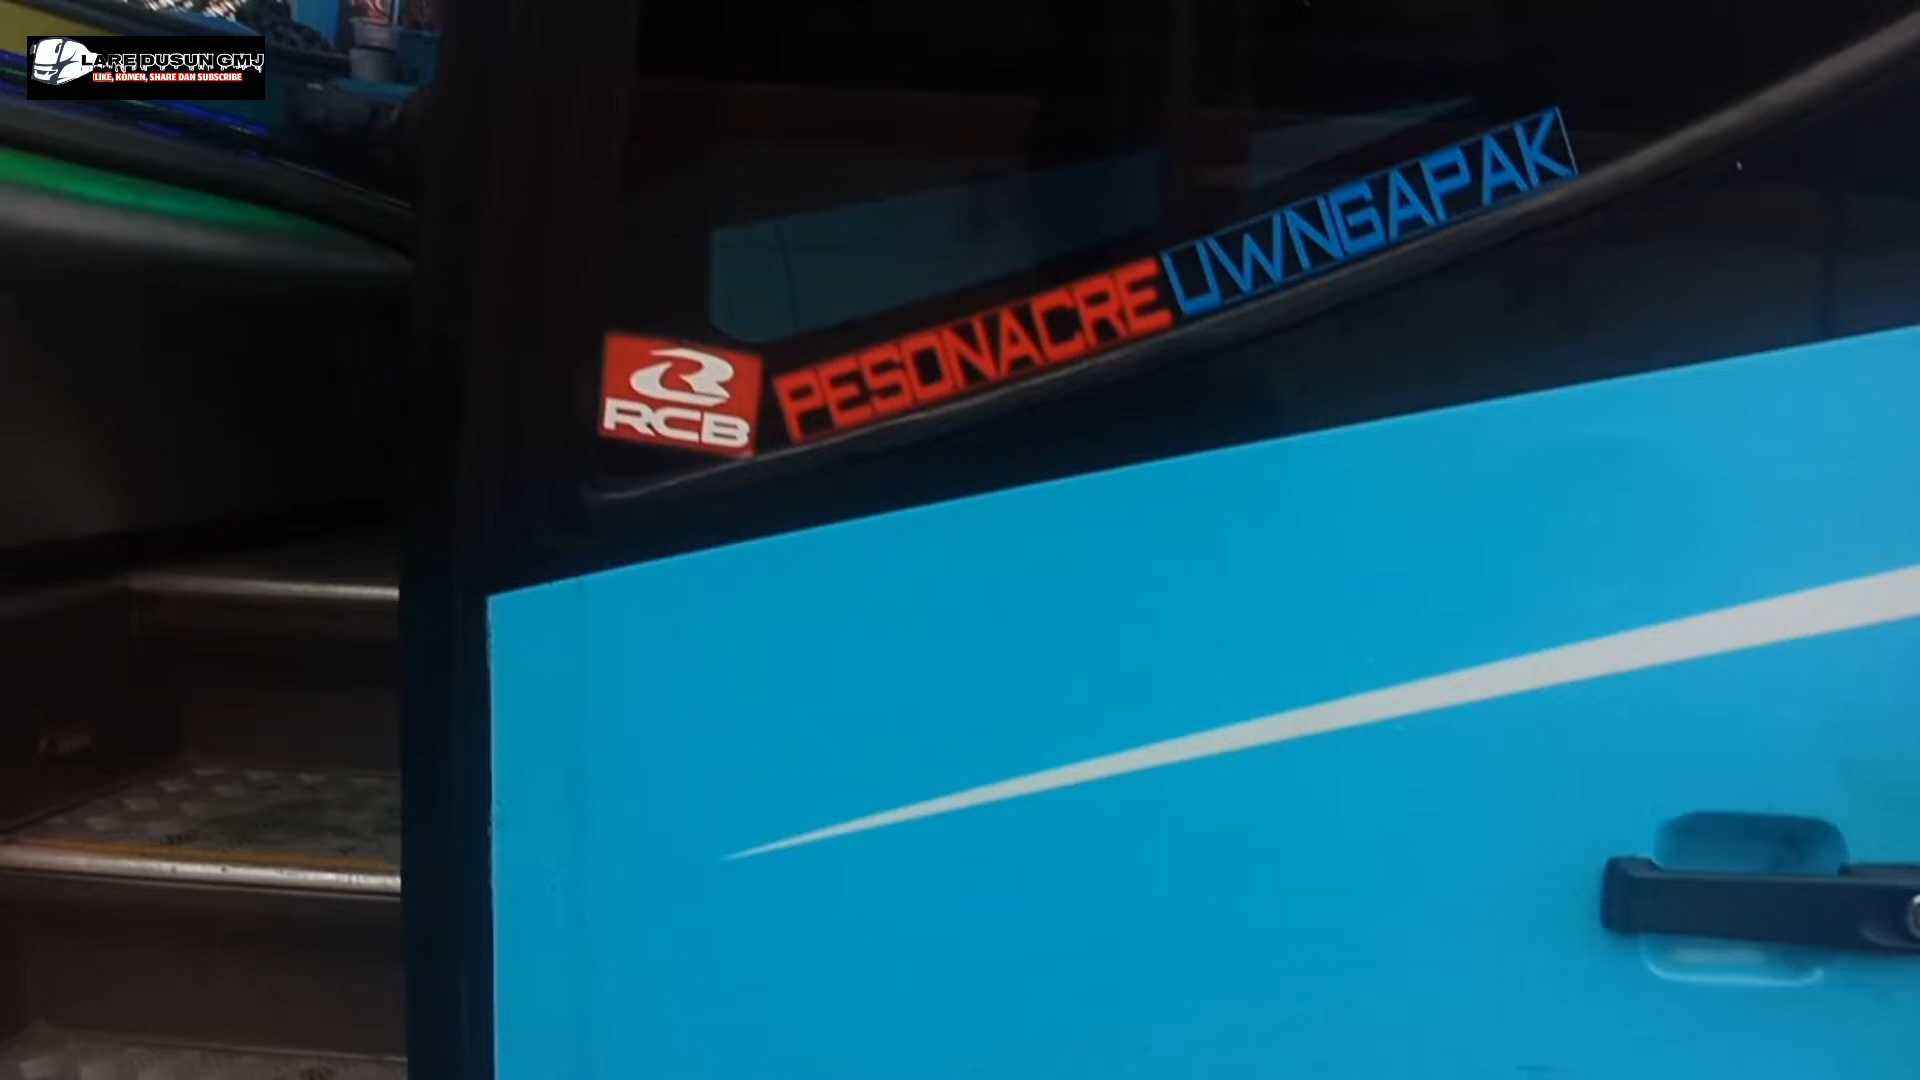 LARE DUSUN GMJ
LIKE, KOMEN, SHARE DAN SUBSCRIBE
RCB
PESONACREUWNGAPAK